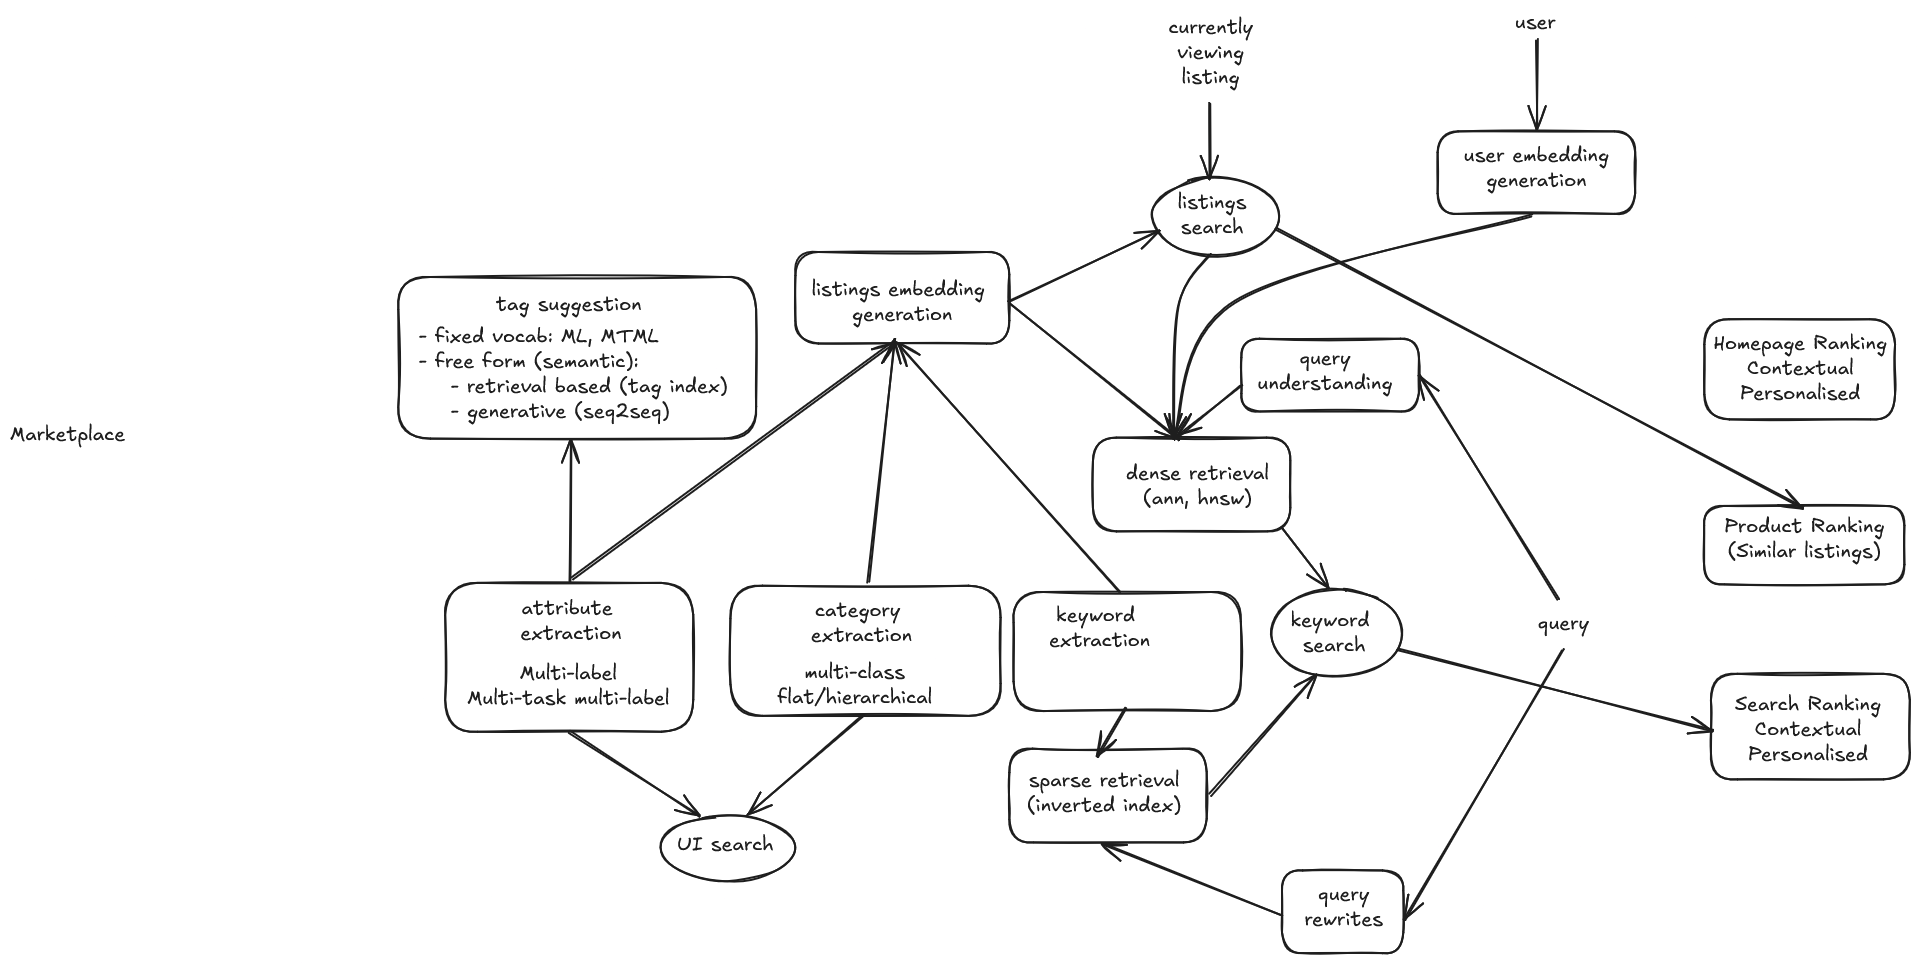 currently
viewing
listing
user
user embedding
generation
listings
search
listings embedding
generation
tag suggestion
- fixed vocab: ML, MTML
- free form (semantic):
- retrieval based (tag index)
- generative (seq2seq)
query
understanding
Homepage Ranking
Contextual
Personalised
Marketplace
dense retrieval
(ann, hnsw)
Product Ranking
(Similar listings)
attribute
extraction
Multi-label
Multi-task multi-label
category
extraction
multi-class
flat/hierarchical
keyword
extraction
keyword
search
query
Search Ranking
Contextual
Personalised
sparse retrieval
(inverted index)
UI search
query
rewrites